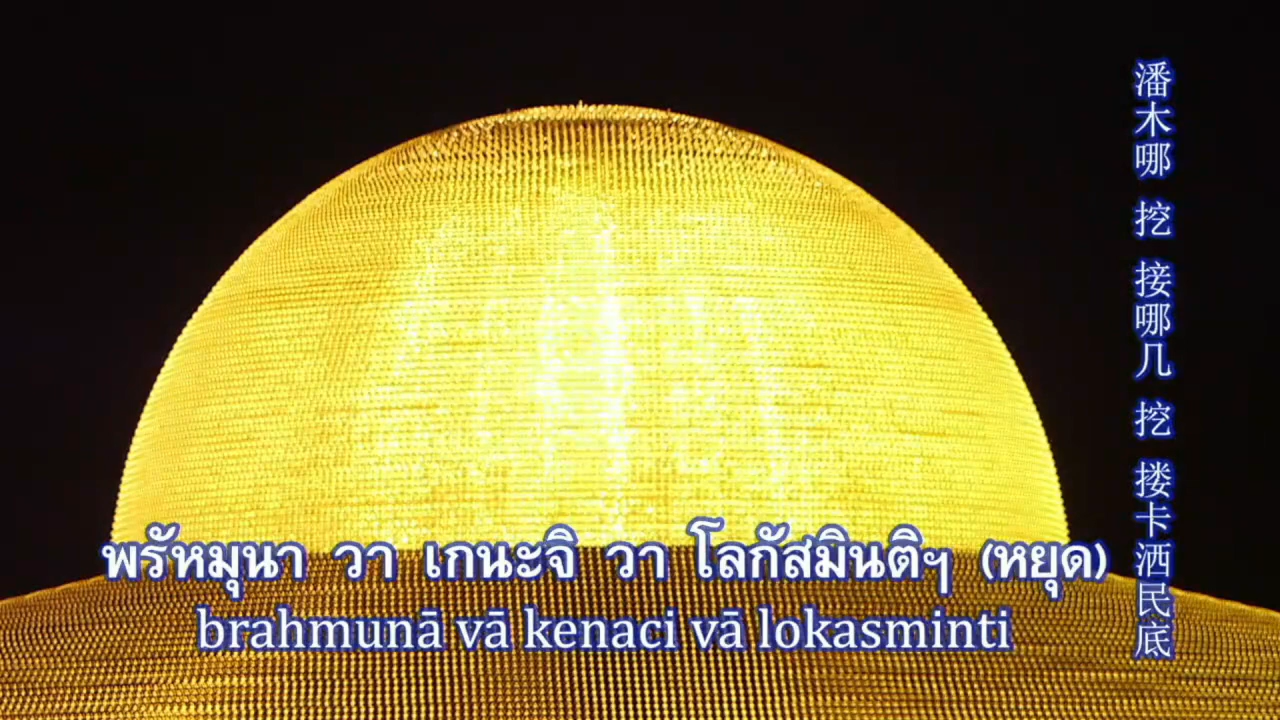 พรัหมุนา วา เกนะจิ วา โลกัสมินติฯ (หยุด)
brahmunā vā kenaci vā lokasminti
潘木哪 挖 接哪几 挖 搂卡洒民底